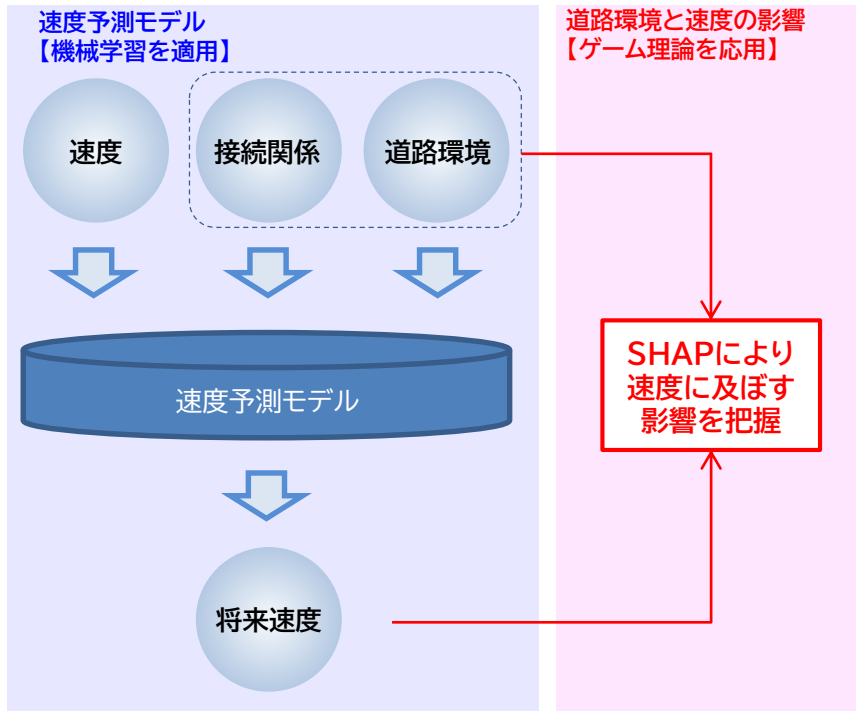 速度予測モデル
【機械学習を適用】
道路環境と速度の影響
【ゲーム理論を応用】
速度
接続関係
道路環境
SHAPにより
速度に及ぼす
影響を把握
速度予測モデル
将来速度